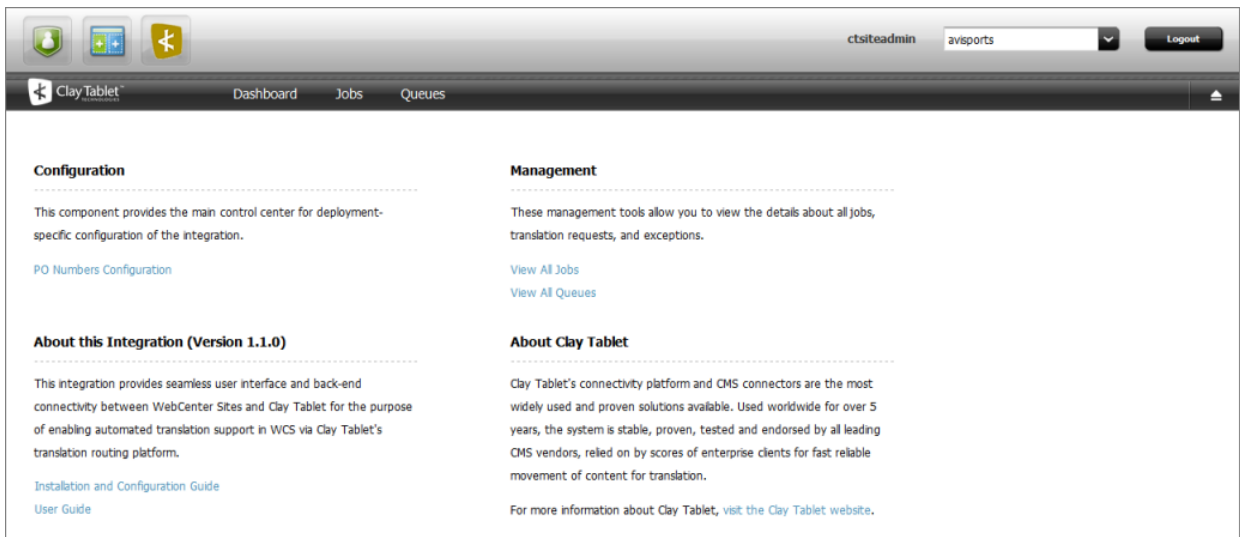 ctsiteadmin
avisports
Logout
Clay Tablet
TECHNOLOGIES
Dashboard
Jobs
Queues
Configuration
This component provides the main control center for deployment-
specific configuration of the integration.
PO Numbers Configuration
Management
These management tools allow you to view the details about all jobs,
translation requests, and exceptions.
View All Jobs
View All Queues
About this Integration (Version 1.1.0)
This integration provides seamless user interface and back-end
connectivity between WebCenter Sites and Clay Tablet for the purpose
of enabling automated translation support in WCS via Clay Tablet's
translation routing platform.
Installation and Configuration Guide
User Guide
About Clay Tablet
Clay Tablet's connectivity platform and CMS connectors are the most
widely used and proven solutions available. Used worldwide for over 5
years, the system is stable, proven, tested and endorsed by all leading
CMS vendors, relied on by scores of enterprise clients for fast reliable
movement of content for translation.
For more information about Clay Tablet, visit the Clay Tablet website.